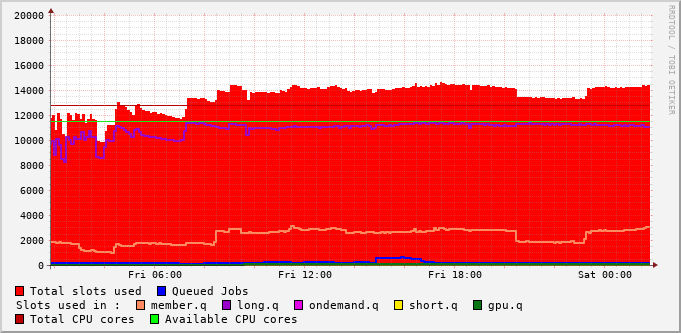 RRDTOOL / TOBI OETIKER
20000
18000
16000
14000
12000
10000
8000
6000
4000
2000
0
Fri 06:00 Fri 12:00 Fri 18:00 Sat 00:00
Total slots used Queued Jobs
Slots used in : member.q long.q ondemand.q short.q gpu.q
Total CPU cores Available CPU cores